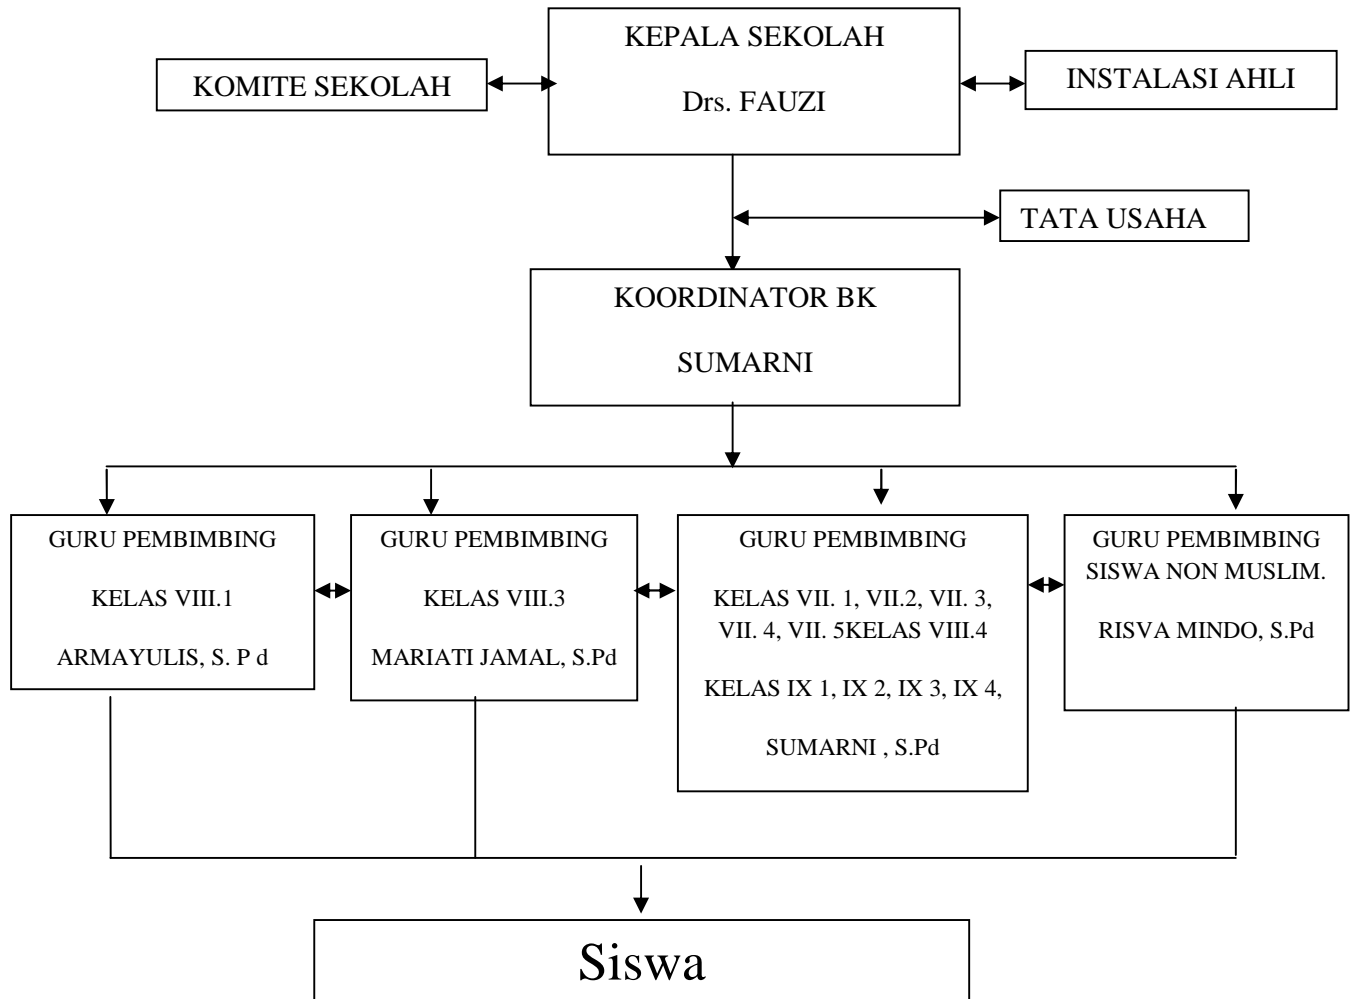 KEPALA SEKOLAH
Drs. FAUZI
KOMITE SEKOLAH
INSTALASI AHLI
TATA USAHA
KOORDINATOR BK
SUMARNI
GURU PEMBIMBING
KELAS VIII.1
ARMAYULIS, S. P d
GURU PEMBIMBING
KELAS VIII.3
MARIATI JAMAL, S.Pd
GURU PEMBIMBING
KELAS VII. 1, VII.2, VII. 3,
VII. 4, VII. 5KELAS VIII.4
KELAS IX 1, IX 2, IX 3, IX 4,
SUMARNI , S.Pd
GURU PEMBIMBING
SISWA NON MUSLIM.
RISVA MINDO, S.Pd
Siswa